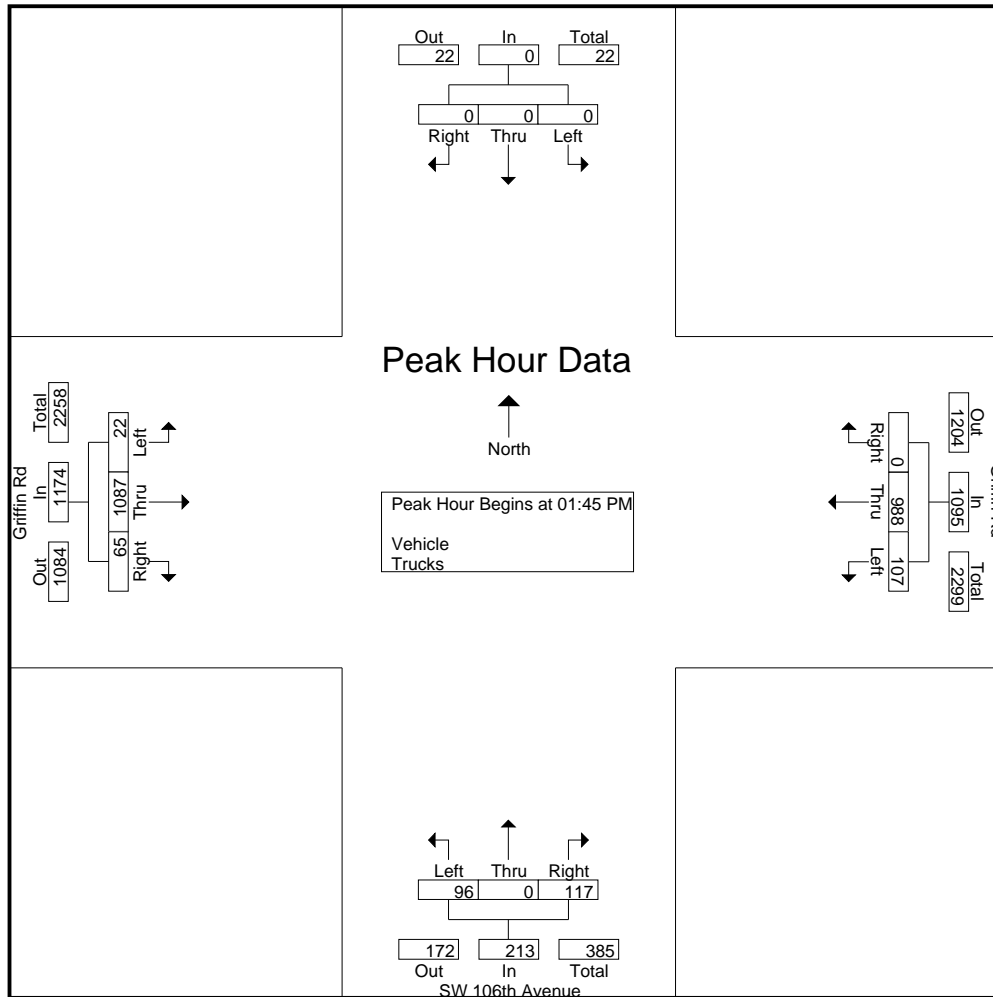 Out In Total
22 0 22
0 0 0
Right Thru Left
Peak Hour Data
North
Peak Hour Begins at 01:45 PM
Vehicle
Trucks
Griffin Rd
Out In Total
1084 1174 2258
65 1087 22
Right Thru Left
Out In Total
1204 1095 2299
0 988 107
Right Thru Left
Left Thru Right
96 0 117
172 213 385
Out In Total
SW 106th Avenue